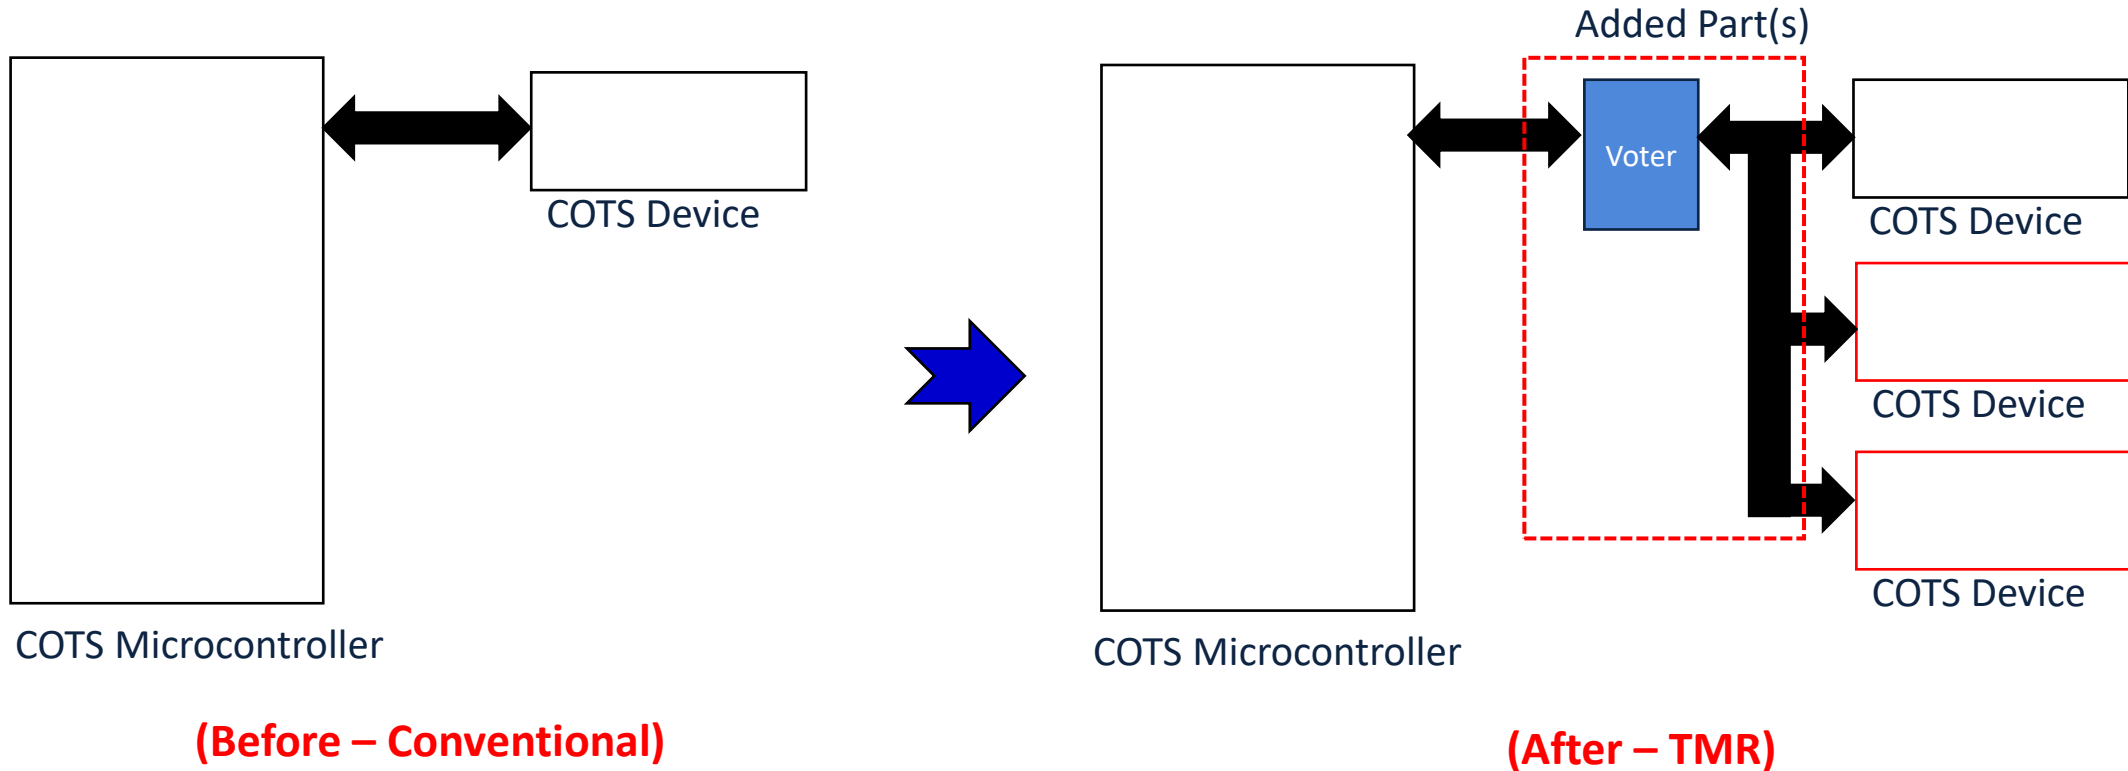 Added Part(s)
Voter
COTS Device
COTS Device
COTS Device
COTS Device
COTS Microcontroller
COTS Microcontroller
(Before – Conventional)
(After – TMR)